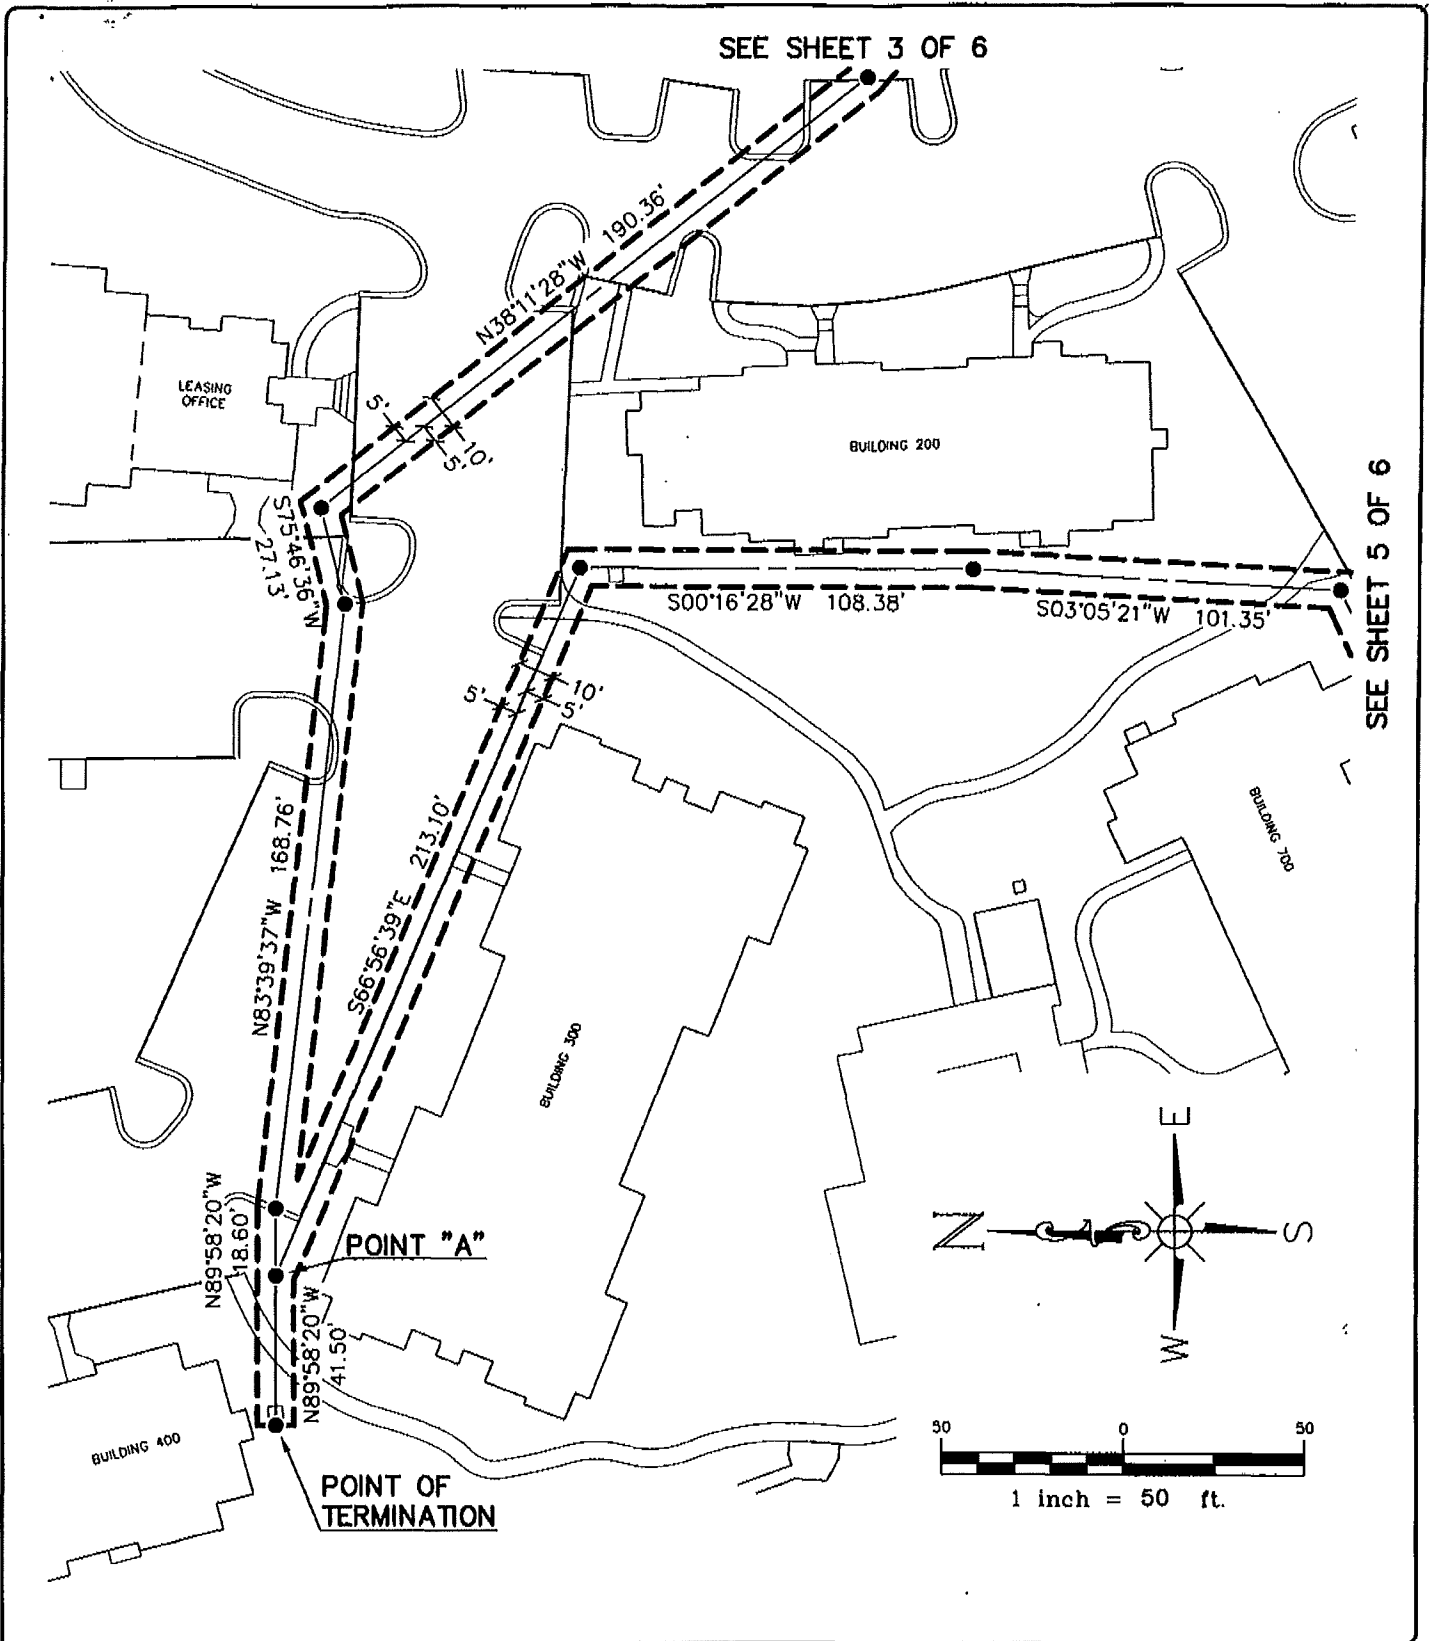 SEE SHEET 3 OF 6
N38°11'28"W 190.36'
LEASING
OFFICE
5'
5'
10'
BUILDING 200
SEE SHEET 5 OF 6
S75°46'36"W
27.13'
S00°16'28"W 108.38'
S03°05'21"W 101.35'
5'
10'
5'
N83°39'37"W 168.76'
S66°56'39"E 213.10'
BUILDING 700
BUILDING 300
N89°58'20"W
18.60'
POINT "A"
N89°58'20"W
41.50'
E
N
S
W
BUILDING 400
POINT OF
TERMINATION
50 0 50
1 inch = 50 ft.